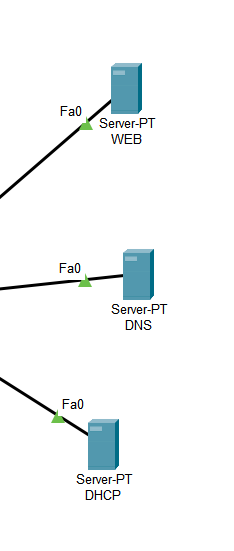 Fa0
Server-PT
WEB
Fa0
Server-PT
DNS
Fa0
Server-PT
DHCP